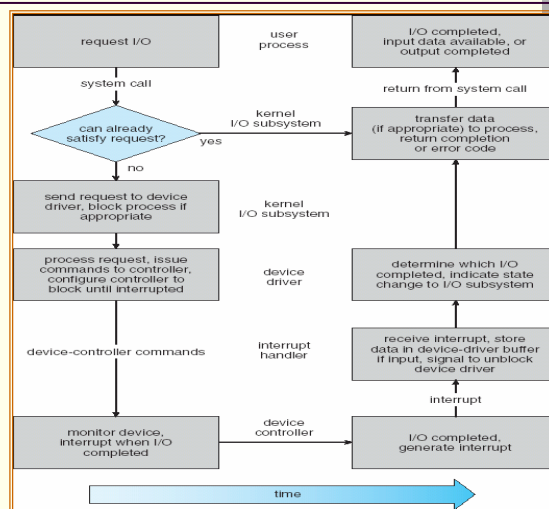 request I/O
user
process
I/O completed,
input data available, or
output completed
system call
return from system call
can already
satisfy request?
yes
no
kernel
I/O subsystem
transfer data
(if appropriate) to process,
return completion
or error code
send request to device
driver, block process if
appropriate
kernel
I/O subsystem
process request, issue
commands to controller,
configure controller to
block until interrupted
device
driver
determine which I/O
completed, indicate state
change to I/O subsystem
device-controller commands
interrupt
handler
receive interrupt, store
data in device-driver buffer
if input, signal to unblock
device driver
interrupt
monitor device,
interrupt when I/O
completed
device
controller
I/O completed,
generate interrupt
time